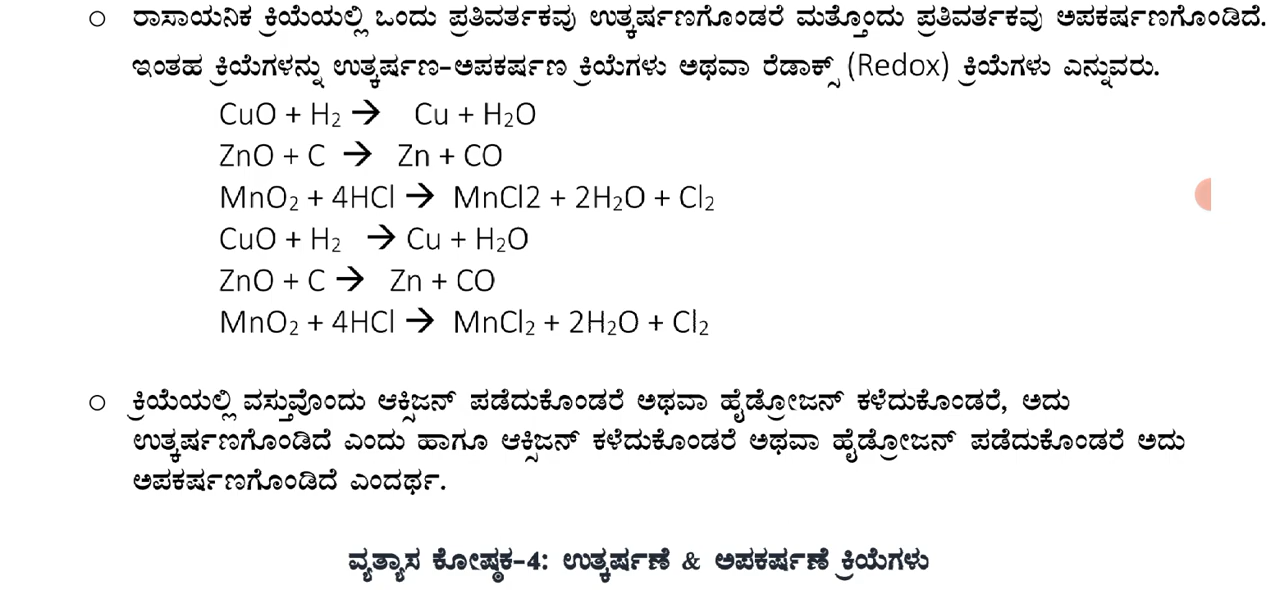 ○ ರಾಸಾಯನಿಕ ಕ್ರಿಯೆಯಲ್ಲಿ ಒಂದು ಪ್ರತಿವರ್ತಕವು ಉತ್ಕರ್ಷಣಗೊಂಡರೆ ಮತ್ತೊಂದು ಪ್ರತಿವರ್ತಕವು ಅಪಕರ್ಷಣಗೊಂಡಿದೆ.
ಇಂತಹ ಕ್ರಿಯೆಗಳನ್ನು ಉತ್ಕರ್ಷಣ-ಅಪಕರ್ಷಣ ಕ್ರಿಯೆಗಳು ಅಥವಾ ರೆಡಾಕ್ಸ್ (Redox) ಕ್ರಿಯೆಗಳು ಎನ್ನುವರು.
CuO + H₂ → Cu + H₂O
ZnO + C → Zn + CO
MnO₂ + 4HCl → MnCl2 + 2H₂O + Cl₂
CuO + H₂ → Cu + H₂O
ZnO + C → Zn + CO
MnO₂ + 4HCl → MnCl₂ + 2H₂O + Cl₂
○ ಕ್ರಿಯೆಯಲ್ಲಿ ವಸ್ತುವೊಂದು ಆಕ್ಸಿಜನ್ ಪಡೆದುಕೊಂಡರೆ ಅಥವಾ ಹೈಡ್ರೋಜನ್ ಕಳೆದುಕೊಂಡರೆ, ಅದು
ಉತ್ಕರ್ಷಣಗೊಂಡಿದೆ ಎಂದು ಹಾಗೂ ಆಕ್ಸಿಜನ್ ಕಳೆದುಕೊಂಡರೆ ಅಥವಾ ಹೈಡ್ರೋಜನ್ ಪಡೆದುಕೊಂಡರೆ ಅದು
ಅಪಕರ್ಷಣಗೊಂಡಿದೆ ಎಂದರ್ಥ.
ವ್ಯತ್ಯಾಸ ಕೋಷ್ಠಕ-4: ಉತ್ಕರ್ಷಣೆ & ಅಪಕರ್ಷಣೆ ಕ್ರಿಯೆಗಳು